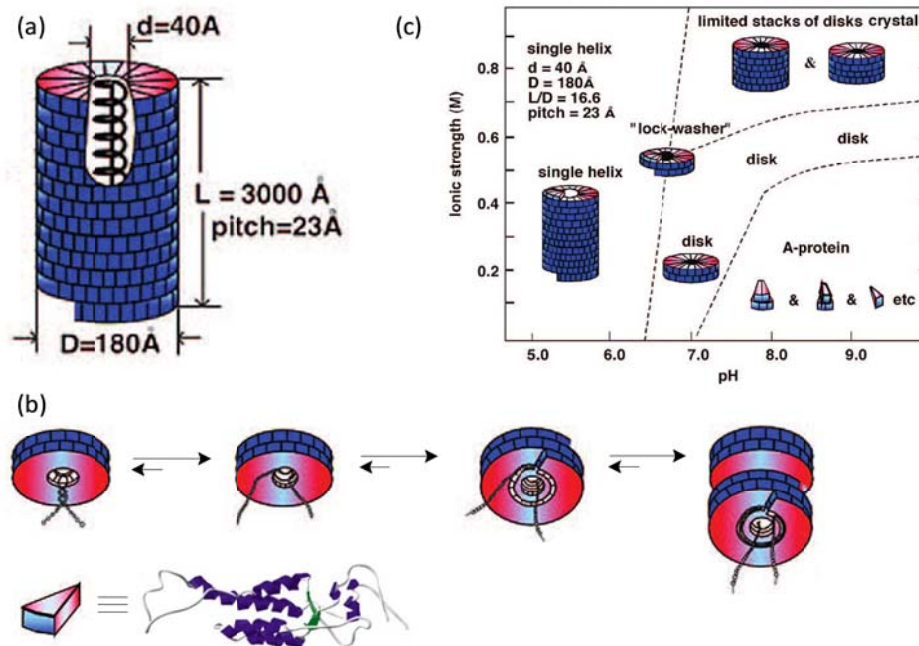 (a)
d=40Å
L = 3000 Å
pitch=23Å
D=180Å
(c)
limited stacks of disks crystal
single helix
d = 40 Å
D = 180Å
L/D = 16.6
pitch = 23 Å
&
"lock-washer"
disk
disk
single helix
disk
A-protein
& & etc
Ionic strength (M)
0.8
0.6
0.4
0.2
5.0 6.0 7.0 8.0 9.0
pH
(b)